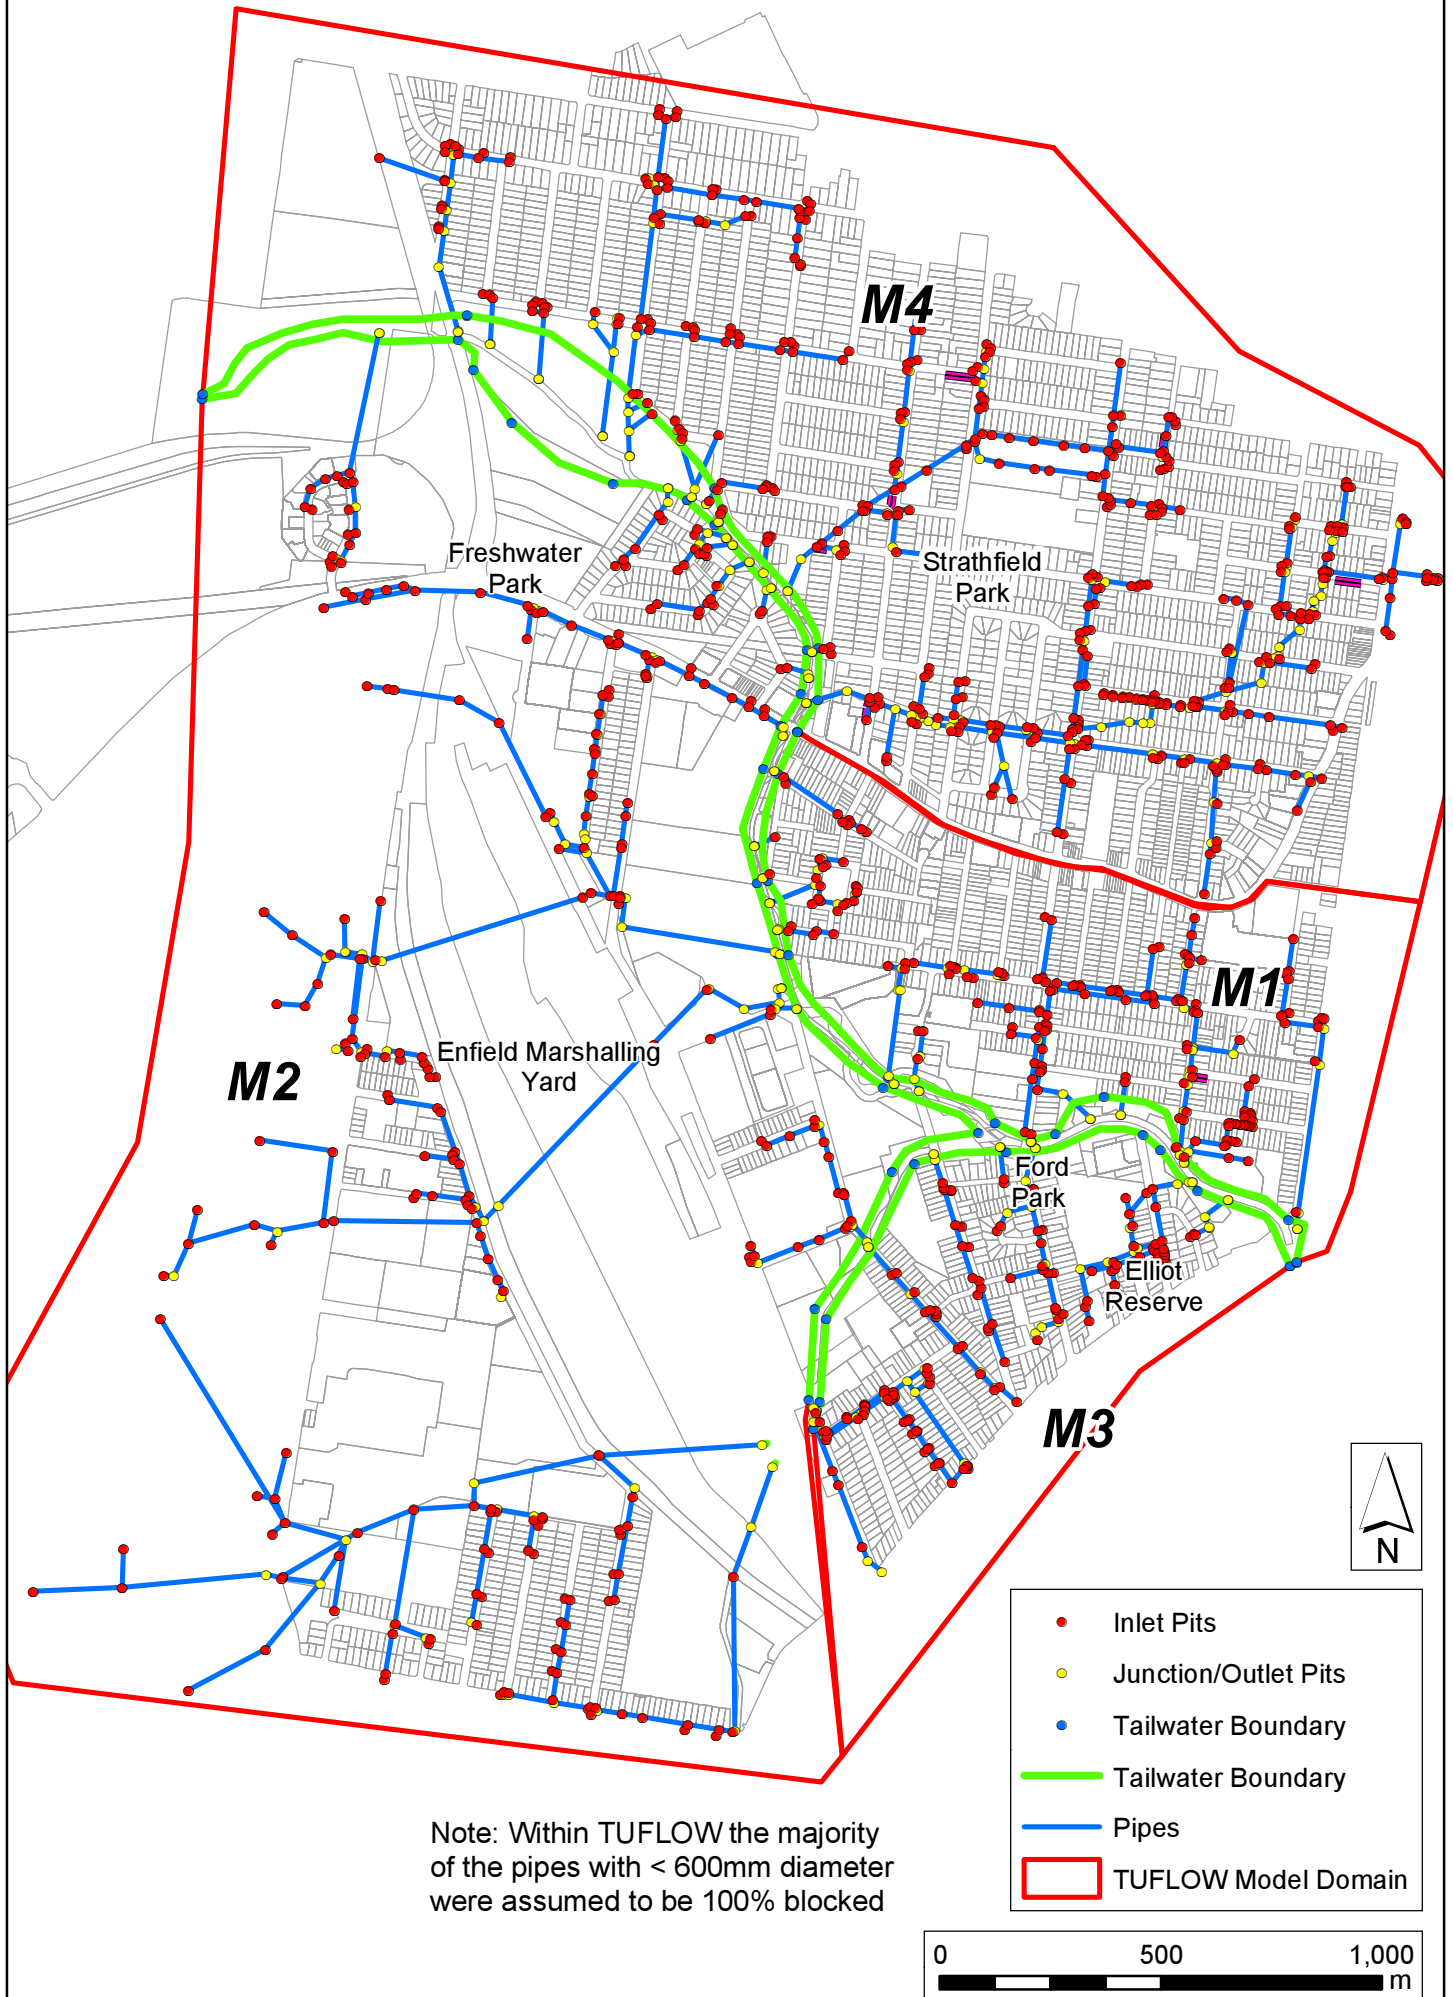 M4
Freshwater
Park
Strathfield
Park
M1
Enfield Marshalling
Yard
M2
Ford
Park
Elliot
Reserve
M3
N
Inlet Pits
Junction/Outlet Pits
Tailwater Boundary
Tailwater Boundary
Pipes
TUFLOW Model Domain
Note: Within TUFLOW the majority
of the pipes with < 600mm diameter
were assumed to be 100% blocked
0 500 1,000
m